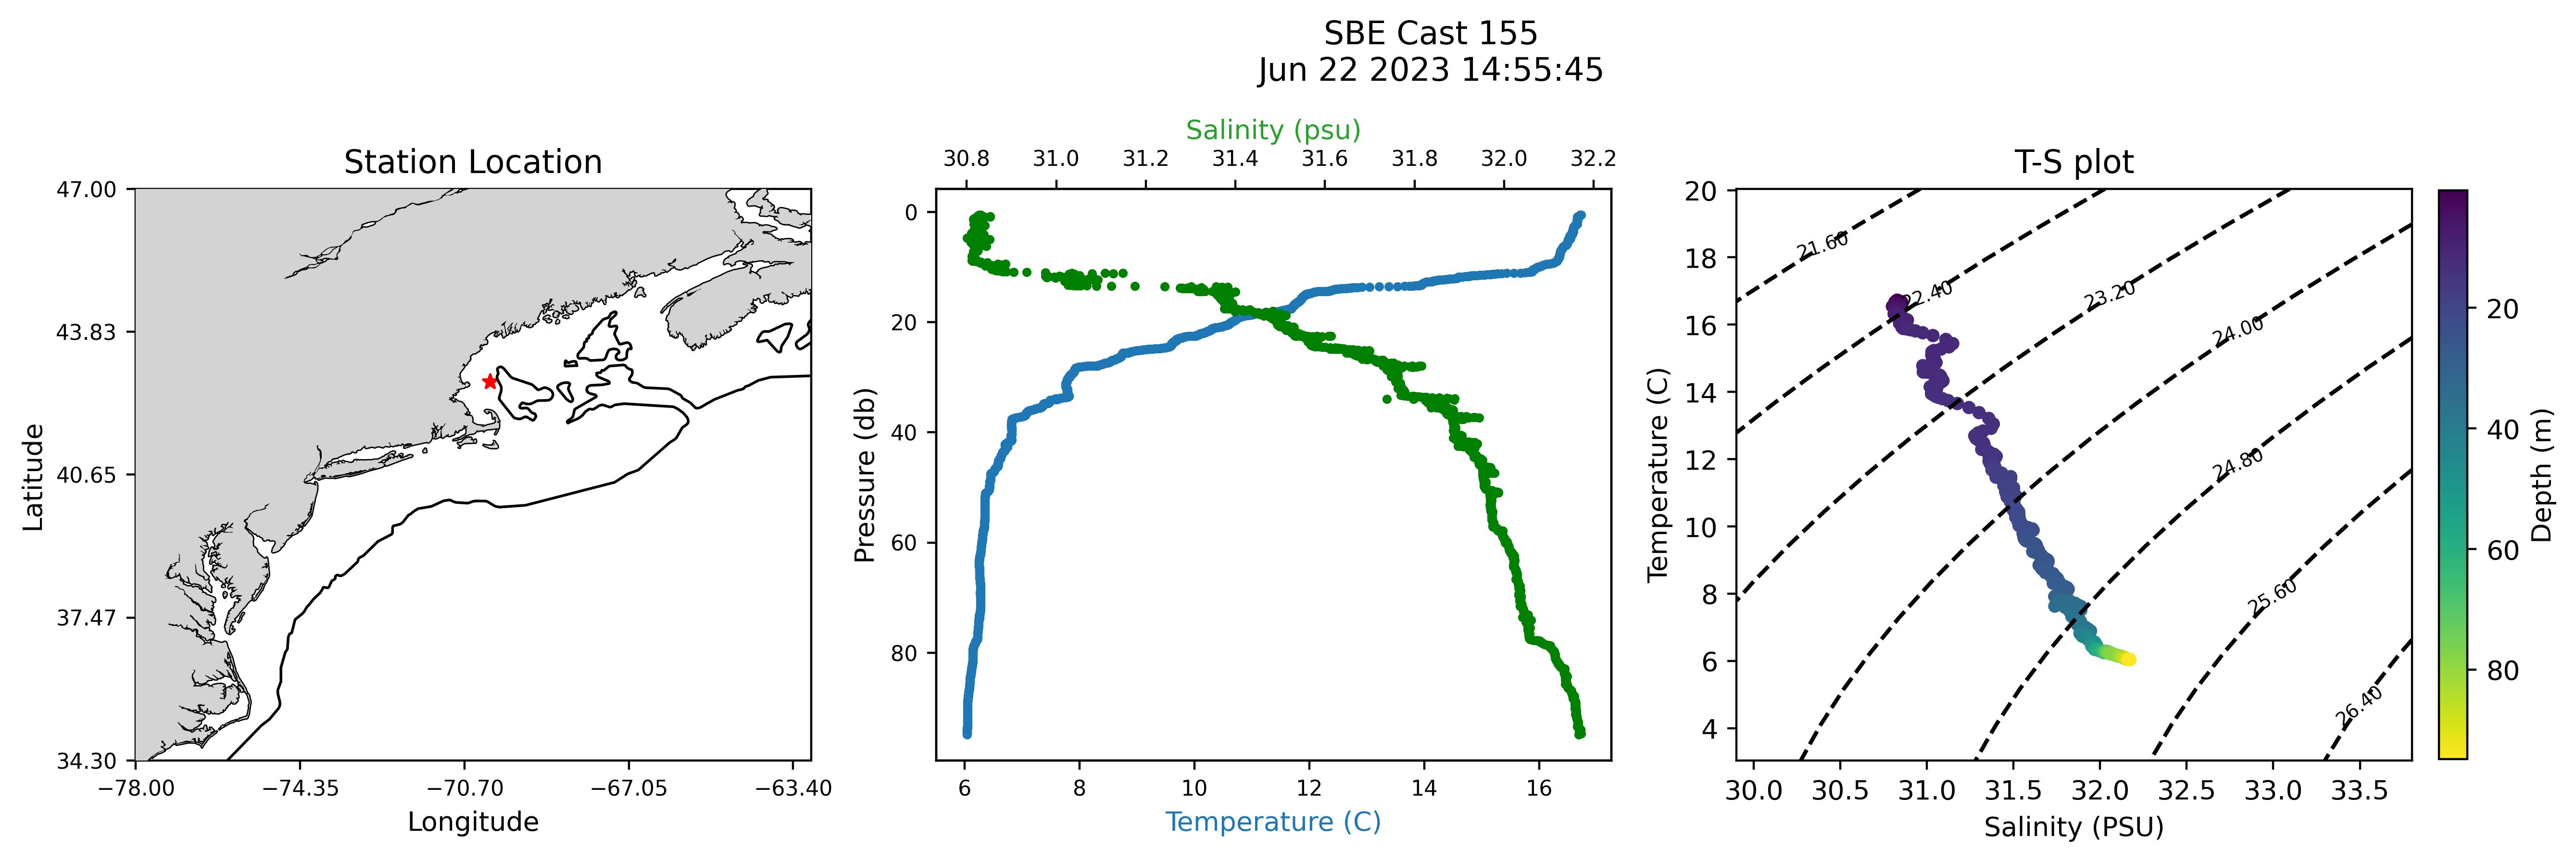 SBE Cast 155
Jun 22 2023 14:55:45
Station Location
47.00
43.83
40.65
37.47
34.30
Latitude
−78.00 −74.35 −70.70 −67.05 −63.40
Longitude
Salinity (psu)
30.8 31.0 31.2 31.4 31.6 31.8 32.0 32.2
0
20
40
60
80
Pressure (db)
6 8 10 12 14 16
Temperature (C)
T-S plot
20
18
16
14
12
10
8
6
4
Temperature (C)
21.60
22.40
23.20
24.00
24.80
25.60
26.40
30.0 30.5 31.0 31.5 32.0 32.5 33.0 33.5
Salinity (PSU)
20
40
60
80
Depth (m)